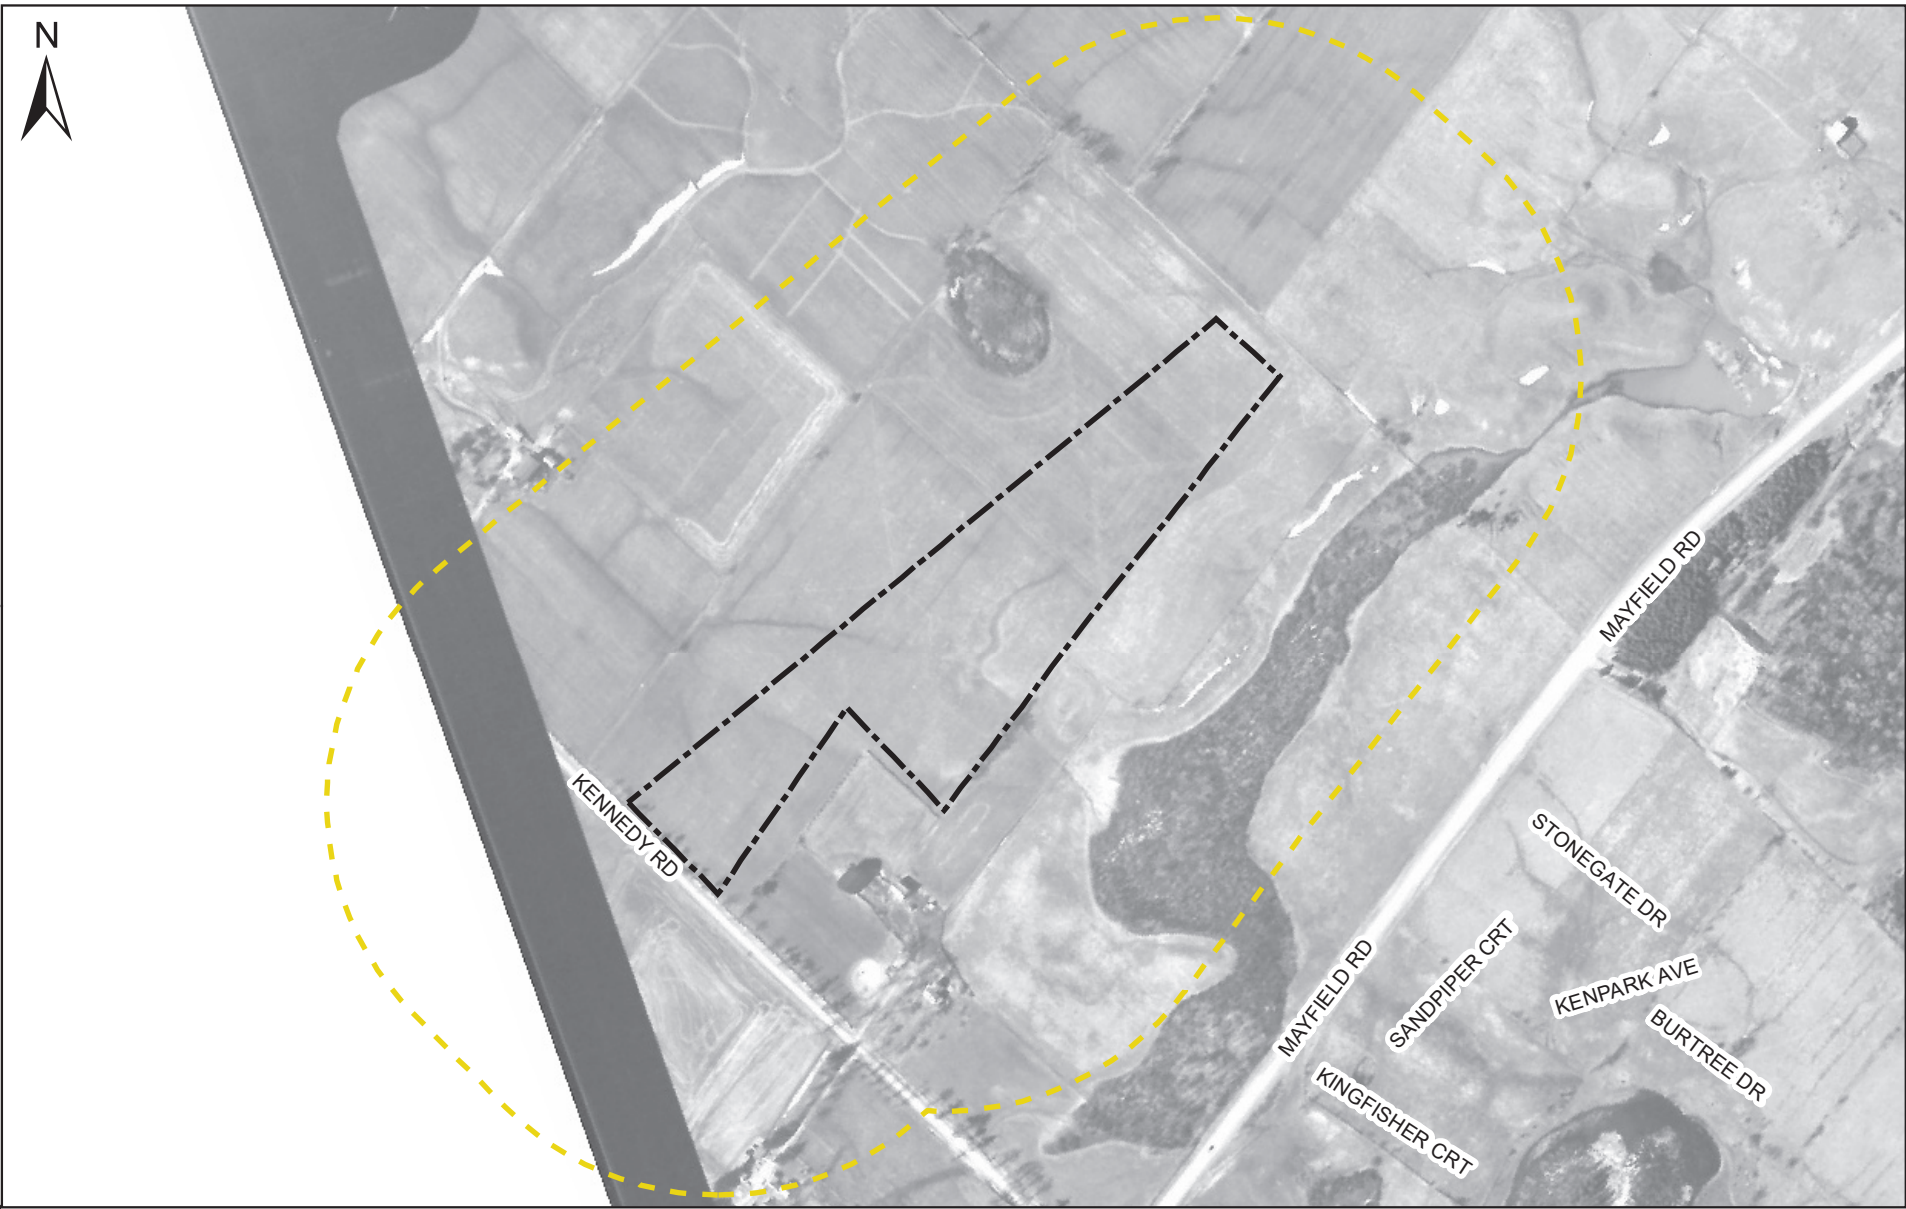 N
MAYFIELD RD
KENNEDY RD
STONEGATE DR
MAYFIELD RD
SANDPIPER CRT
KENPARK AVE
BURTREE DR
KINGFISHER CRT